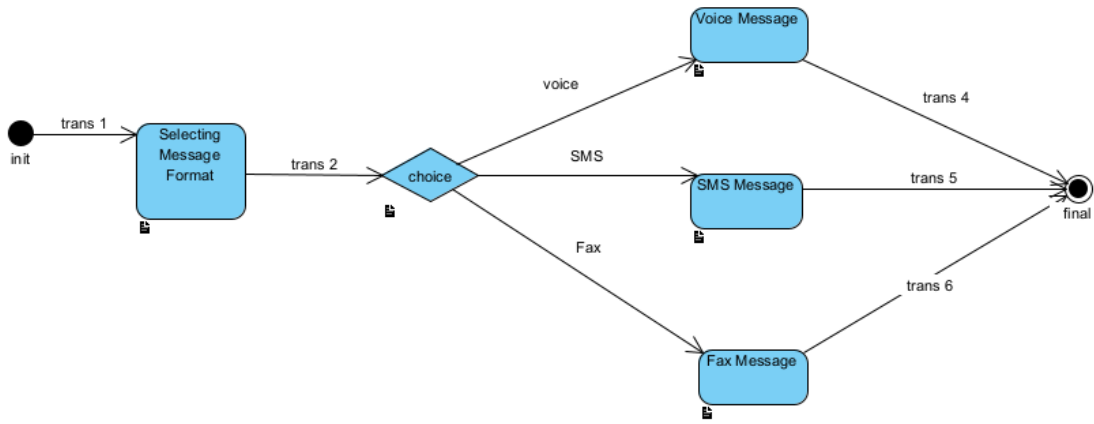 init
trans 1
Selecting
Message
Format
trans 2
choice
voice
SMS
Fax
Voice Message
SMS Message
Fax Message
trans 4
trans 5
trans 6
final